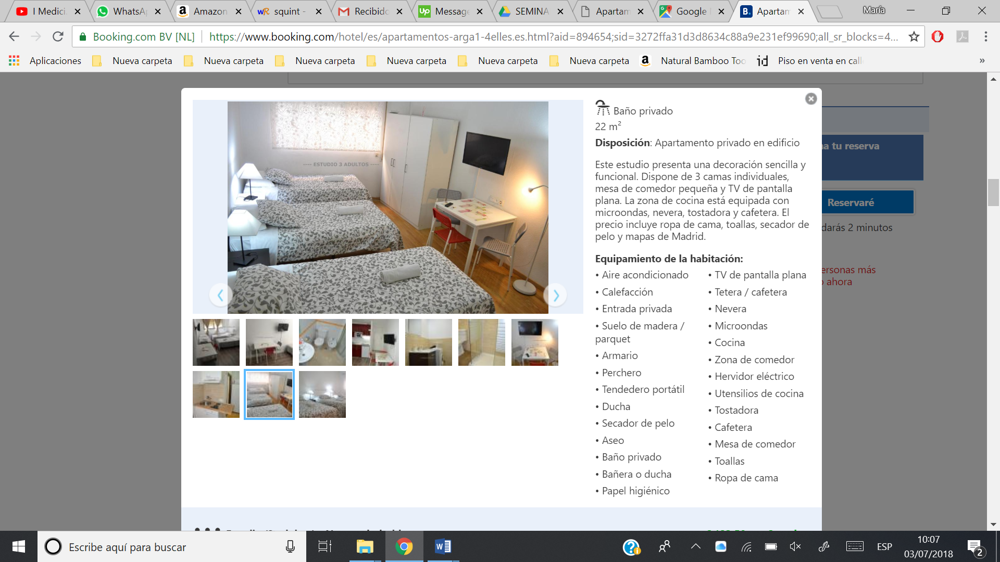 I Medici
WhatsAp
Amazon
squint -
Recibido
Message
SEMINA
Apartam
Google
Apartam
María
Booking.com BV [NL]
https://www.booking.com/hotel/es/apartamentos-arga1-4elles.es.html?aid=894654;sid=3272ffa31d3d8634c88a9e231ef99690;all_sr_blocks=4...
Aplicaciones
Nueva carpeta
Nueva carpeta
Nueva carpeta
Nueva carpeta
Nueva carpeta
Nueva carpeta
Natural Bamboo Too
Piso en venta en call
»
---- ESTUDIO 3 ADULTOS ----
Baño privado
22 m²
Disposición: Apartamento privado en edificio
Este estudio presenta una decoración sencilla y
funcional. Dispone de 3 camas individuales,
mesa de comedor pequeña y TV de pantalla
plana. La zona de cocina está equipada con
microondas, nevera, tostadora y cafetera. El
precio incluye ropa de cama, toallas, secador de
pelo y mapas de Madrid.
Equipamiento de la habitación:
• Aire acondicionado
• Calefacción
• Entrada privada
• Suelo de madera /
parquet
• Armario
• Perchero
• Tendedero portátil
• Ducha
• Secador de pelo
• Aseo
• Baño privado
• Bañera o ducha
• Papel higiénico
• TV de pantalla plana
• Tetera / cafetera
• Nevera
• Microondas
• Cocina
• Zona de comedor
• Hervidor eléctrico
• Utensilios de cocina
• Tostadora
• Cafetera
• Mesa de comedor
• Toallas
• Ropa de cama
a tu reserva
Reservaré
darás 2 minutos
ersonas más
ahora
Escribe aquí para buscar
ESP
10:07
03/07/2018
2